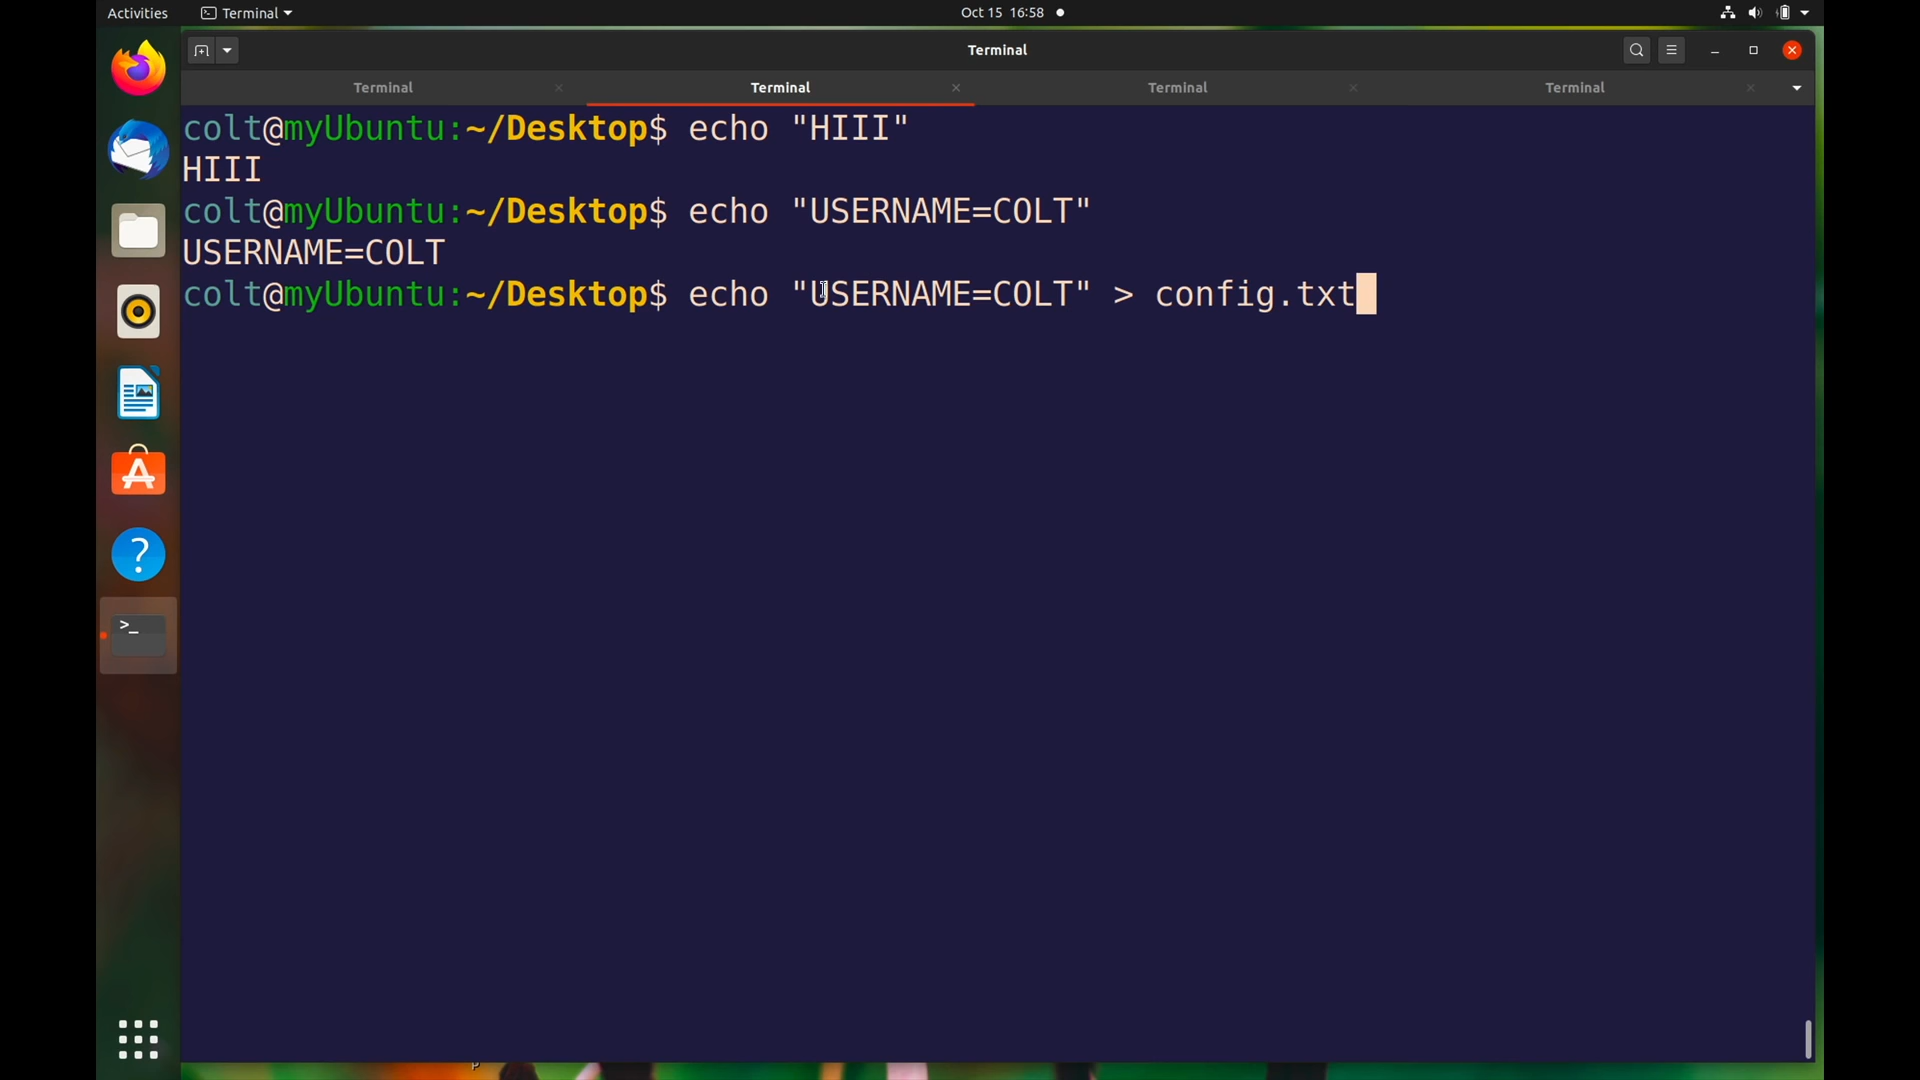 Activities
Terminal
Oct 15 16:58
Terminal
Terminal
Terminal
Terminal
Terminal
colt@myUbuntu:~/Desktop$ echo "HIII"
HIII
colt@myUbuntu:~/Desktop$ echo "USERNAME=COLT"
USERNAME=COLT
colt@myUbuntu:~/Desktop$ echo "USERNAME=COLT" > config.txt